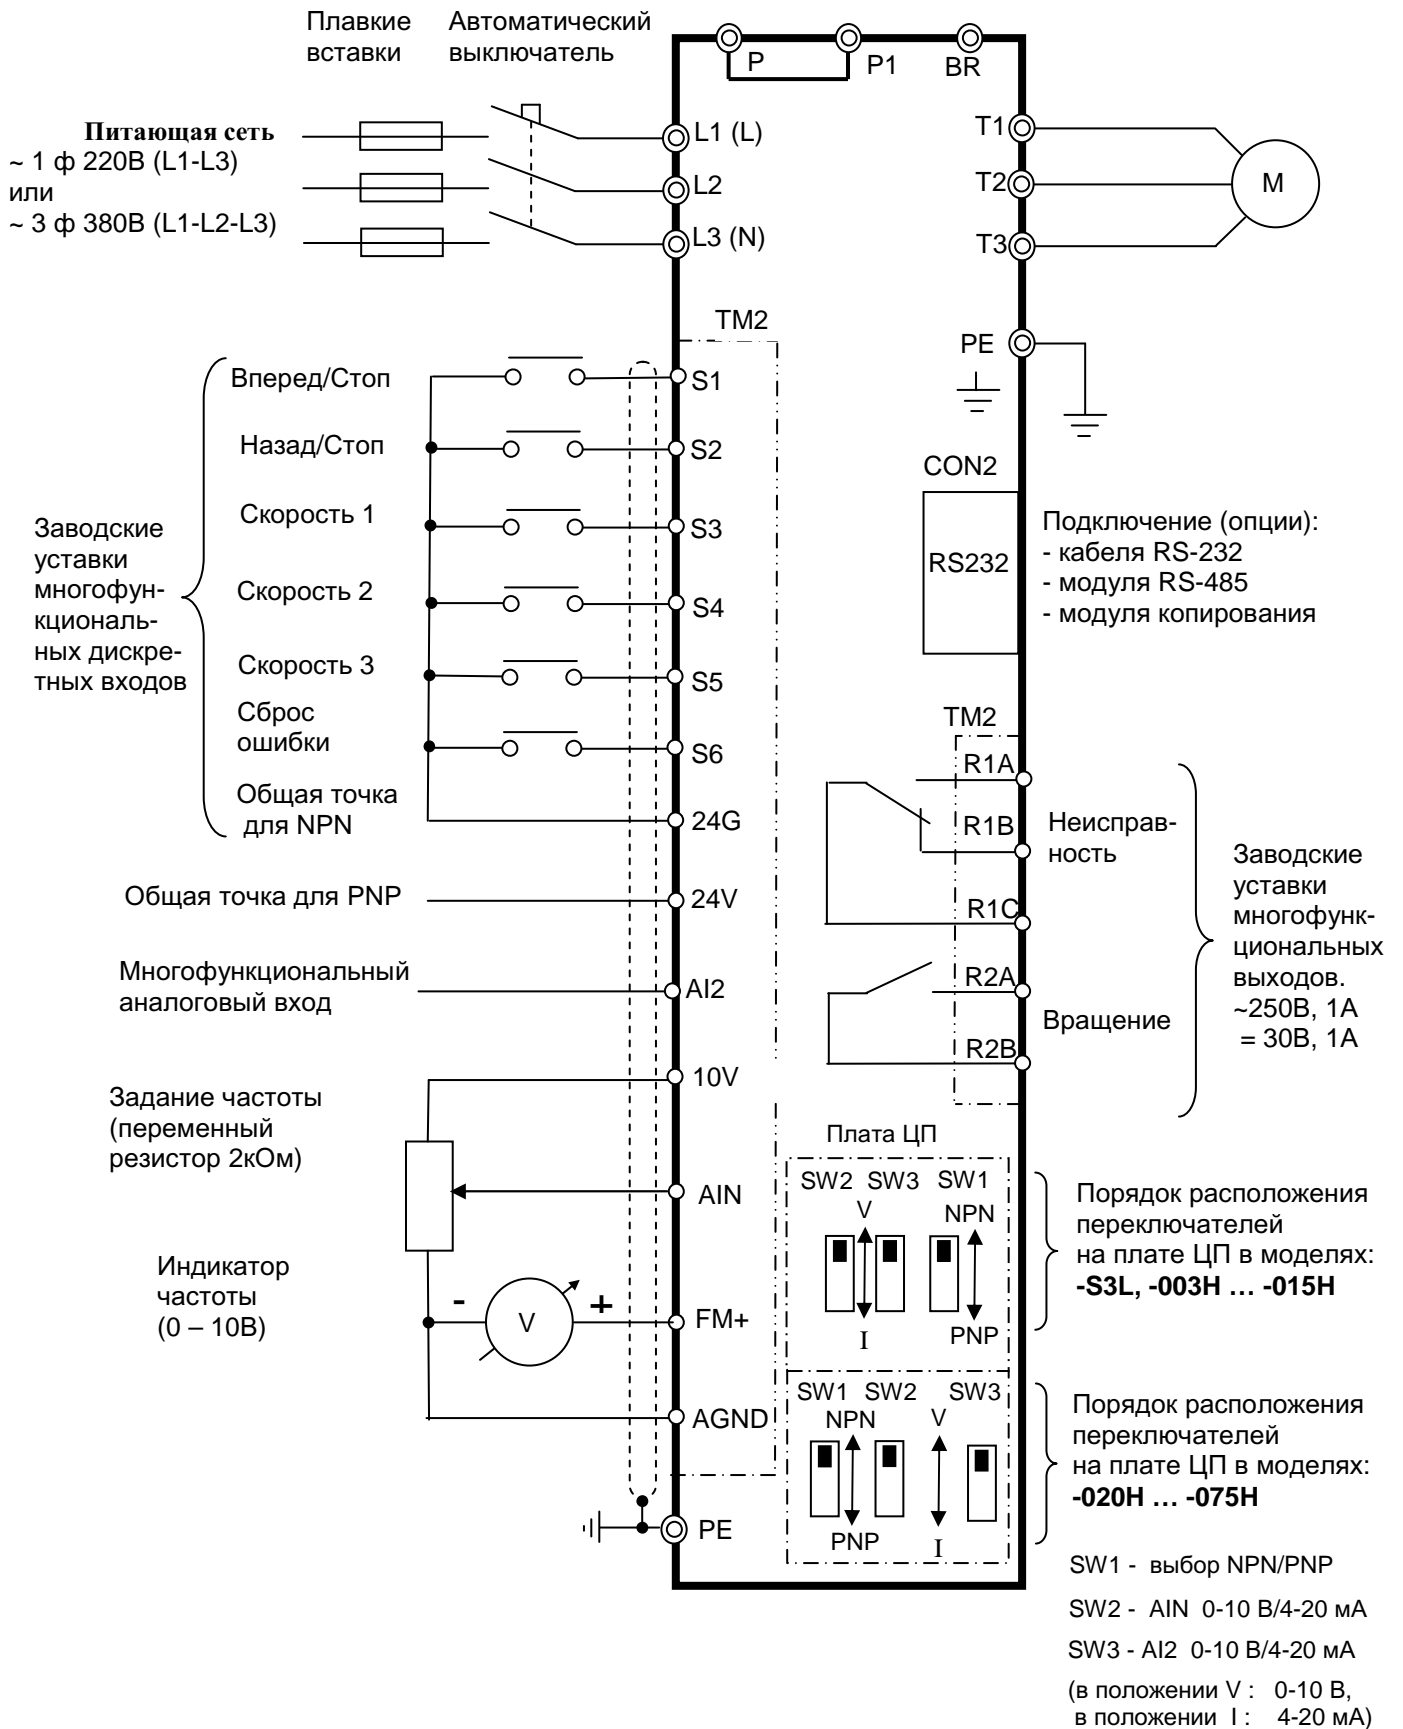 Плавкие
вставки
Автоматический
выключатель
P
P1
BR
Питающая сеть
~ 1 ф 220В (L1-L3)
или
~ 3 ф 380В (L1-L2-L3)
L1 (L)
L2
L3 (N)
T1
T2
T3
M
PE
TM2
Вперед/Стоп
S1
Назад/Стоп
S2
Скорость 1
S3
Скорость 2
S4
Скорость 3
S5
Сброс
ошибки
S6
Общая точка
для NPN
24G
Заводские
уставки
многофун-
кциональ-
ных дискре-
тных входов
Общая точка для PNP
24V
Многофункциональный
аналоговый вход
AI2
10V
Задание частоты
(переменный
резистор 2кОм)
AIN
Индикатор
частоты
(0 – 10В)
-
V
+
FM+
AGND
PE
CON2
RS232
Подключение (опции):
- кабеля RS-232
- модуля RS-485
- модуля копирования
TM2
R1A
R1B
R1C
R2A
R2B
Неисправ-
ность
Вращение
Заводские
уставки
многофунк-
циональных
выходов.
~250В, 1А
= 30В, 1А
Плата ЦП
SW2 SW3 SW1
V
NPN
I
PNP
Порядок расположения
переключателей
на плате ЦП в моделях:
-S3L, -003H … -015H
SW1 SW2 SW3
NPN
V
PNP
I
Порядок расположения
переключателей
на плате ЦП в моделях:
-020H … -075H
SW1 - выбор NPN/PNP
SW2 - AIN 0-10 В/4-20 мА
SW3 - AI2 0-10 В/4-20 мА
(в положении V : 0-10 В,
в положении I : 4-20 мА)